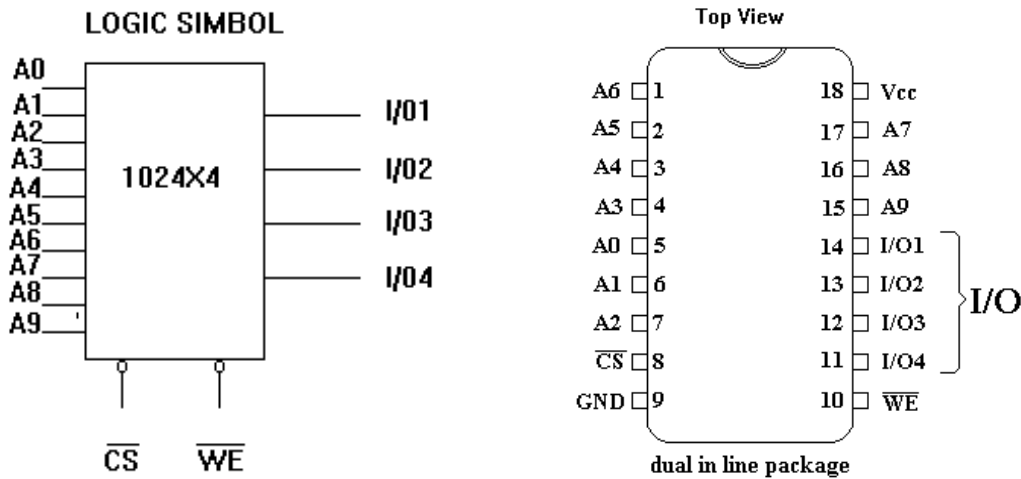 LOGIC SIMBOL
A0
A1
A2
A3
A4
A5
A6
A7
A8
A9
1024X4
I/01
I/02
I/03
I/04
CS WE
Top View
A6 1 18 Vcc
A5 2 17 A7
A4 3 16 A8
A3 4 15 A9
A0 5 14 I/O1
A1 6 13 I/O2
A2 7 12 I/O3
CS 8 11 I/O4
GND 9 10 WE
I/O
dual in line package